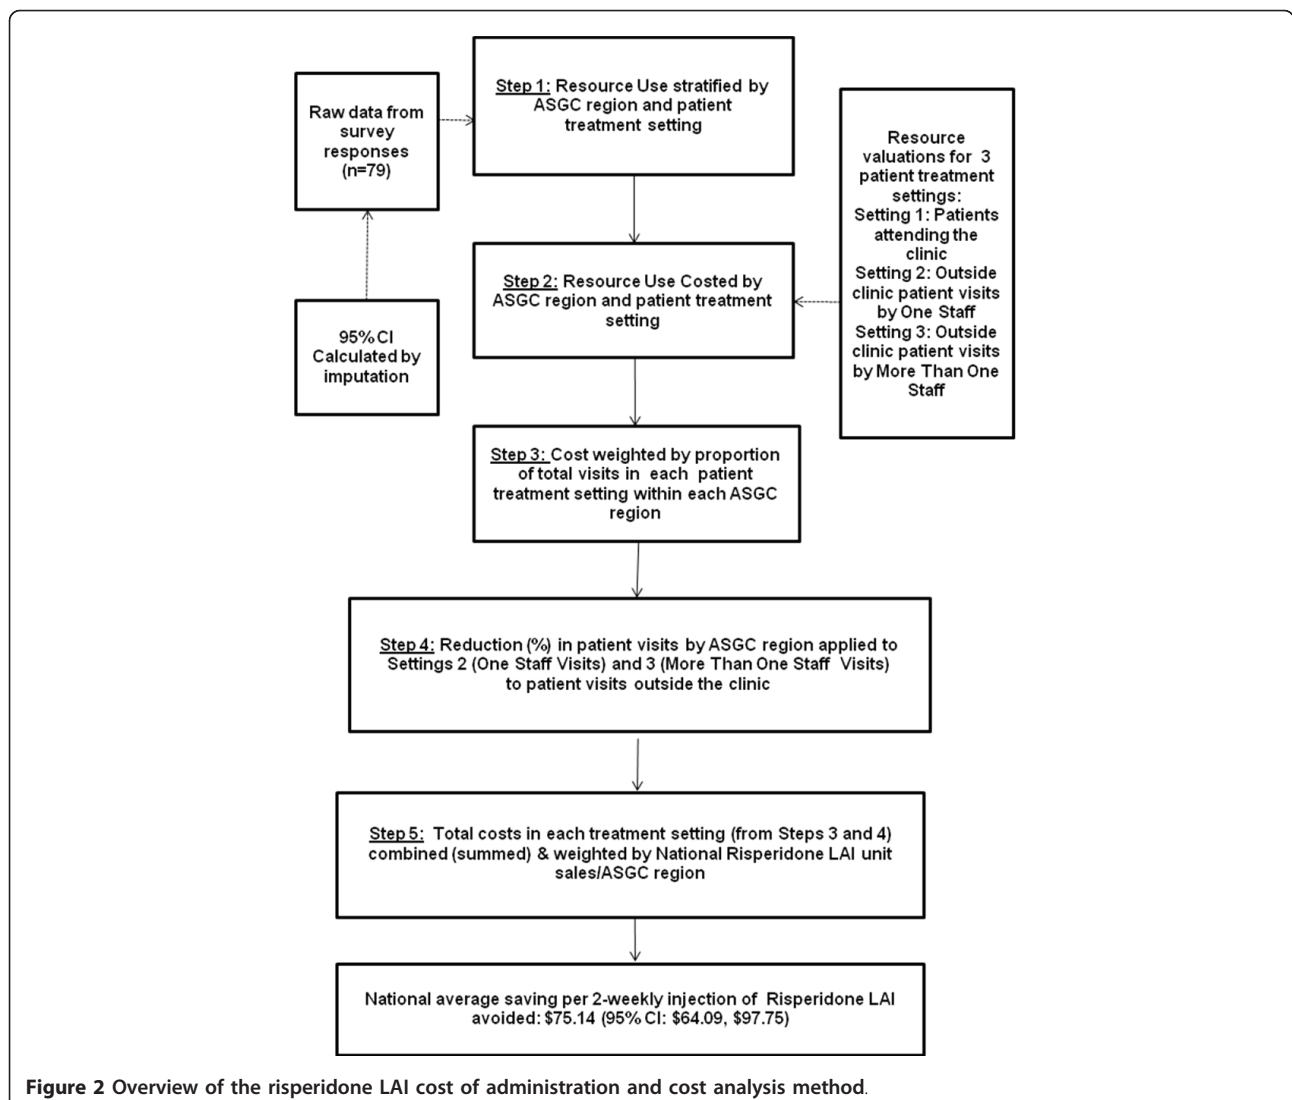 Step 1: Resource Use stratified by
ASGC region and patient
treatment setting
Raw data from
survey
responses
(n=79)
Resource
valuations for 3
patient treatment
settings:
Setting 1: Patients
attending the
clinic
Setting 2: Outside
clinic patient visits
by One Staff
Setting 3: Outside
clinic patient visits
by More Than One
Staff
Step 2: Resource Use Costed by
ASGC region and patient treatment
setting
95% CI
Calculated by
imputation
Step 3: Cost weighted by proportion
of total visits in each patient
treatment setting within each ASGC
region
Step 4: Reduction (%) in patient visits by ASGC region applied to
Settings 2 (One Staff Visits) and 3 (More Than One Staff Visits)
to patient visits outside the clinic
Step 5: Total costs in each treatment setting (from Steps 3 and 4)
combined (summed) & weighted by National Risperidone LAI unit
sales/ASGC region
National average saving per 2-weekly injection of Risperidone LAI
avoided: $75.14 (95% CI: $64.09, $97.75)
Figure 2 Overview of the risperidone LAI cost of administration and cost analysis method.